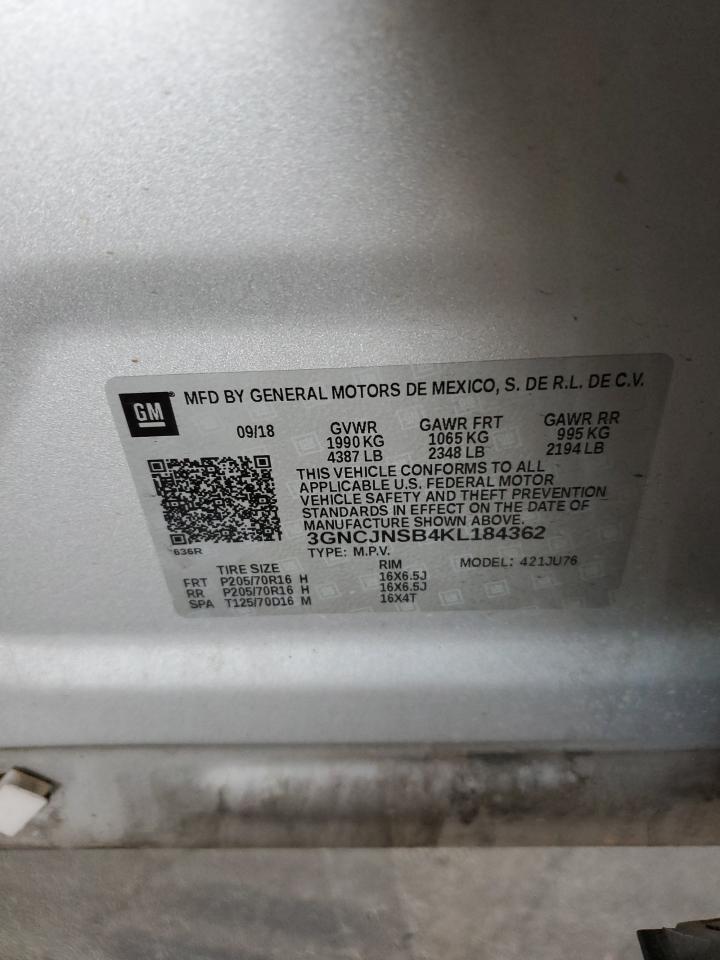 GM
MFD BY GENERAL MOTORS DE MEXICO, S. DE R.L. DE C.V.
09/18 GVWR GAWR FRT GAWR RR
1990 KG 1065 KG 995 KG
4387 LB 2348 LB 2194 LB
THIS VEHICLE CONFORMS TO ALL
APPLICABLE U.S. FEDERAL MOTOR
VEHICLE SAFETY AND THEFT PREVENTION
STANDARDS IN EFFECT ON THE DATE OF
MANUFACTURE SHOWN ABOVE.
3GNCJNSB4KL184362
636R
TYPE: M.P.V. MODEL: 421JU76
TIRE SIZE RIM
FRT P205/70R16 H 16X6.5J
RR P205/70R16 H 16X6.5J
SPA T125/70D16 M 16X4T